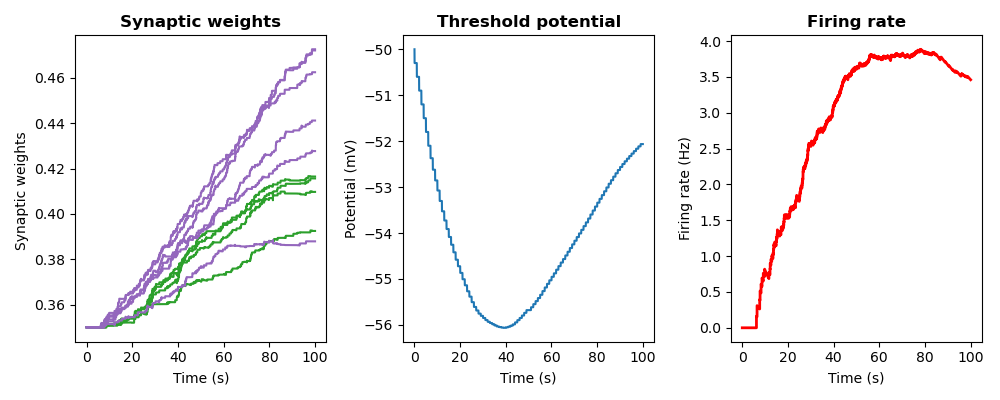 Synaptic weights
Threshold potential
Firing rate
Synaptic weights
0.46
0.44
0.42
0.40
0.38
0.36
0 20 40 60 80 100
Time (s)
Potential (mV)
−50
−51
−52
−53
−54
−55
−56
0 20 40 60 80 100
Time (s)
Firing rate (Hz)
4.0
3.5
3.0
2.5
2.0
1.5
1.0
0.5
0.0
0 20 40 60 80 100
Time (s)